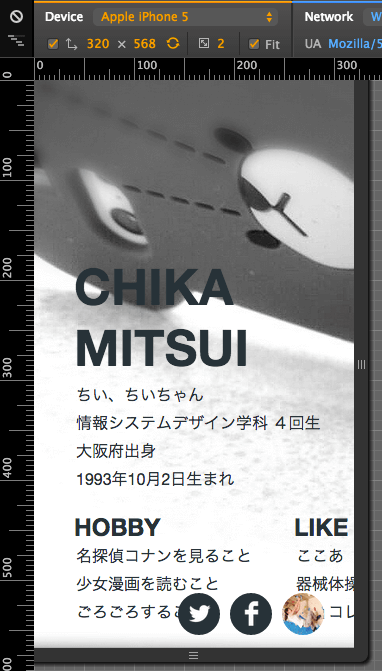 Device Apple iPhone 5 Network
320 × 568 2 Fit UA Mozilla/5
0 100 200 300
0
100
200
300
400
500
CHIKA
MITSUI
ちい、ちいちゃん
情報システムデザイン学科 ４回生
大阪府出身
1993年10月2日生まれ
HOBBY
名探偵コナンを見ること
少女漫画を読むこと
ごろごろする
LIKE
ここあ
器械体操
コレ